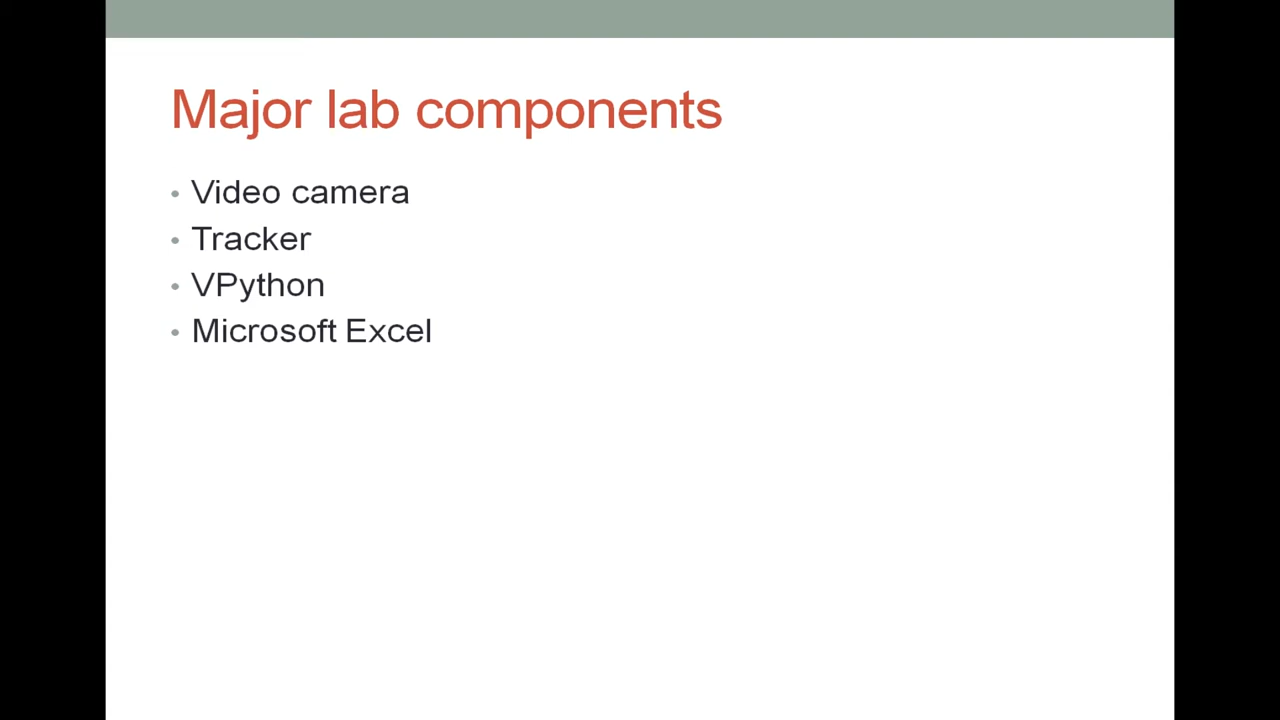 Major lab components
• Video camera
• Tracker
• VPython
• Microsoft Excel